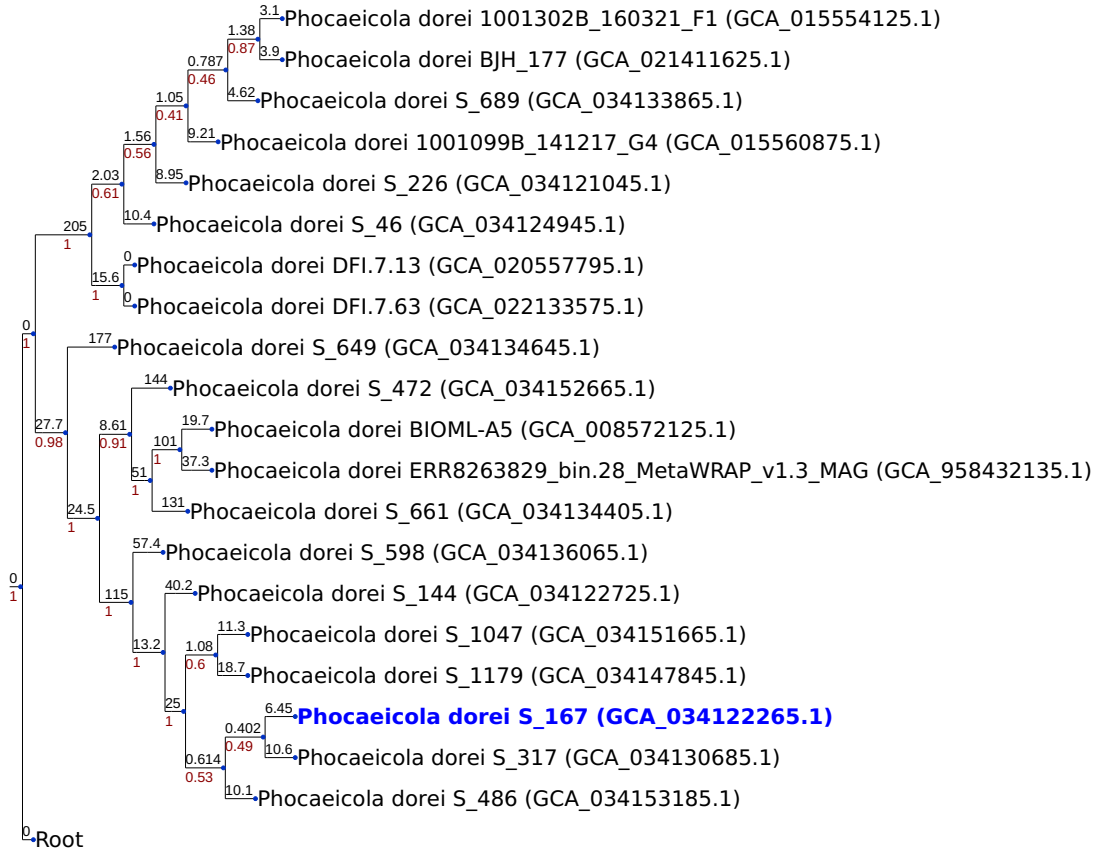 3.1 Phocaeicola dorei 1001302B_160321_F1 (GCA_015554125.1)
1.38
0.87
3.9 Phocaeicola dorei BJH_177 (GCA_021411625.1)
0.787
0.46
4.62 Phocaeicola dorei S_689 (GCA_034133865.1)
1.05
0.41
9.21 Phocaeicola dorei 1001099B_141217_G4 (GCA_015560875.1)
1.56
0.56
8.95 Phocaeicola dorei S_226 (GCA_034121045.1)
2.03
0.61
10.4 Phocaeicola dorei S_46 (GCA_034124945.1)
205
1
0 Phocaeicola dorei DFI.7.13 (GCA_020557795.1)
15.6
1
0 Phocaeicola dorei DFI.7.63 (GCA_022133575.1)
0
1
177 Phocaeicola dorei S_649 (GCA_034134645.1)
144 Phocaeicola dorei S_472 (GCA_034152665.1)
27.7
0.98
8.61
0.91
19.7 Phocaeicola dorei BIOML-A5 (GCA_008572125.1)
101
1
37.3 Phocaeicola dorei ERR8263829_bin.28_MetaWRAP_v1.3_MAG (GCA_958432135.1)
51
1
131 Phocaeicola dorei S_661 (GCA_034134405.1)
24.5
1
57.4 Phocaeicola dorei S_598 (GCA_034136065.1)
0
1
115
1
40.2 Phocaeicola dorei S_144 (GCA_034122725.1)
11.3 Phocaeicola dorei S_1047 (GCA_034151665.1)
13.2
1
1.08
0.6
18.7 Phocaeicola dorei S_1179 (GCA_034147845.1)
25
1
6.45 Phocaeicola dorei S_167 (GCA_034122265.1)
0.402
0.49
10.6 Phocaeicola dorei S_317 (GCA_034130685.1)
0.614
0.53
10.1 Phocaeicola dorei S_486 (GCA_034153185.1)
0 Root